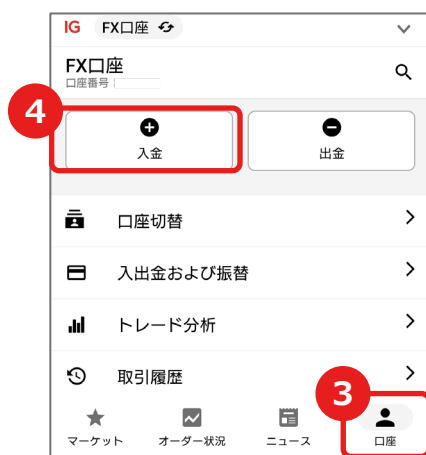 IG FX口座
FX口座
口座番号
4
入金 出金
口座切替
入出金および振替
トレード分析
取引履歴
3
マーケット オーダー状況 ニュース 口座